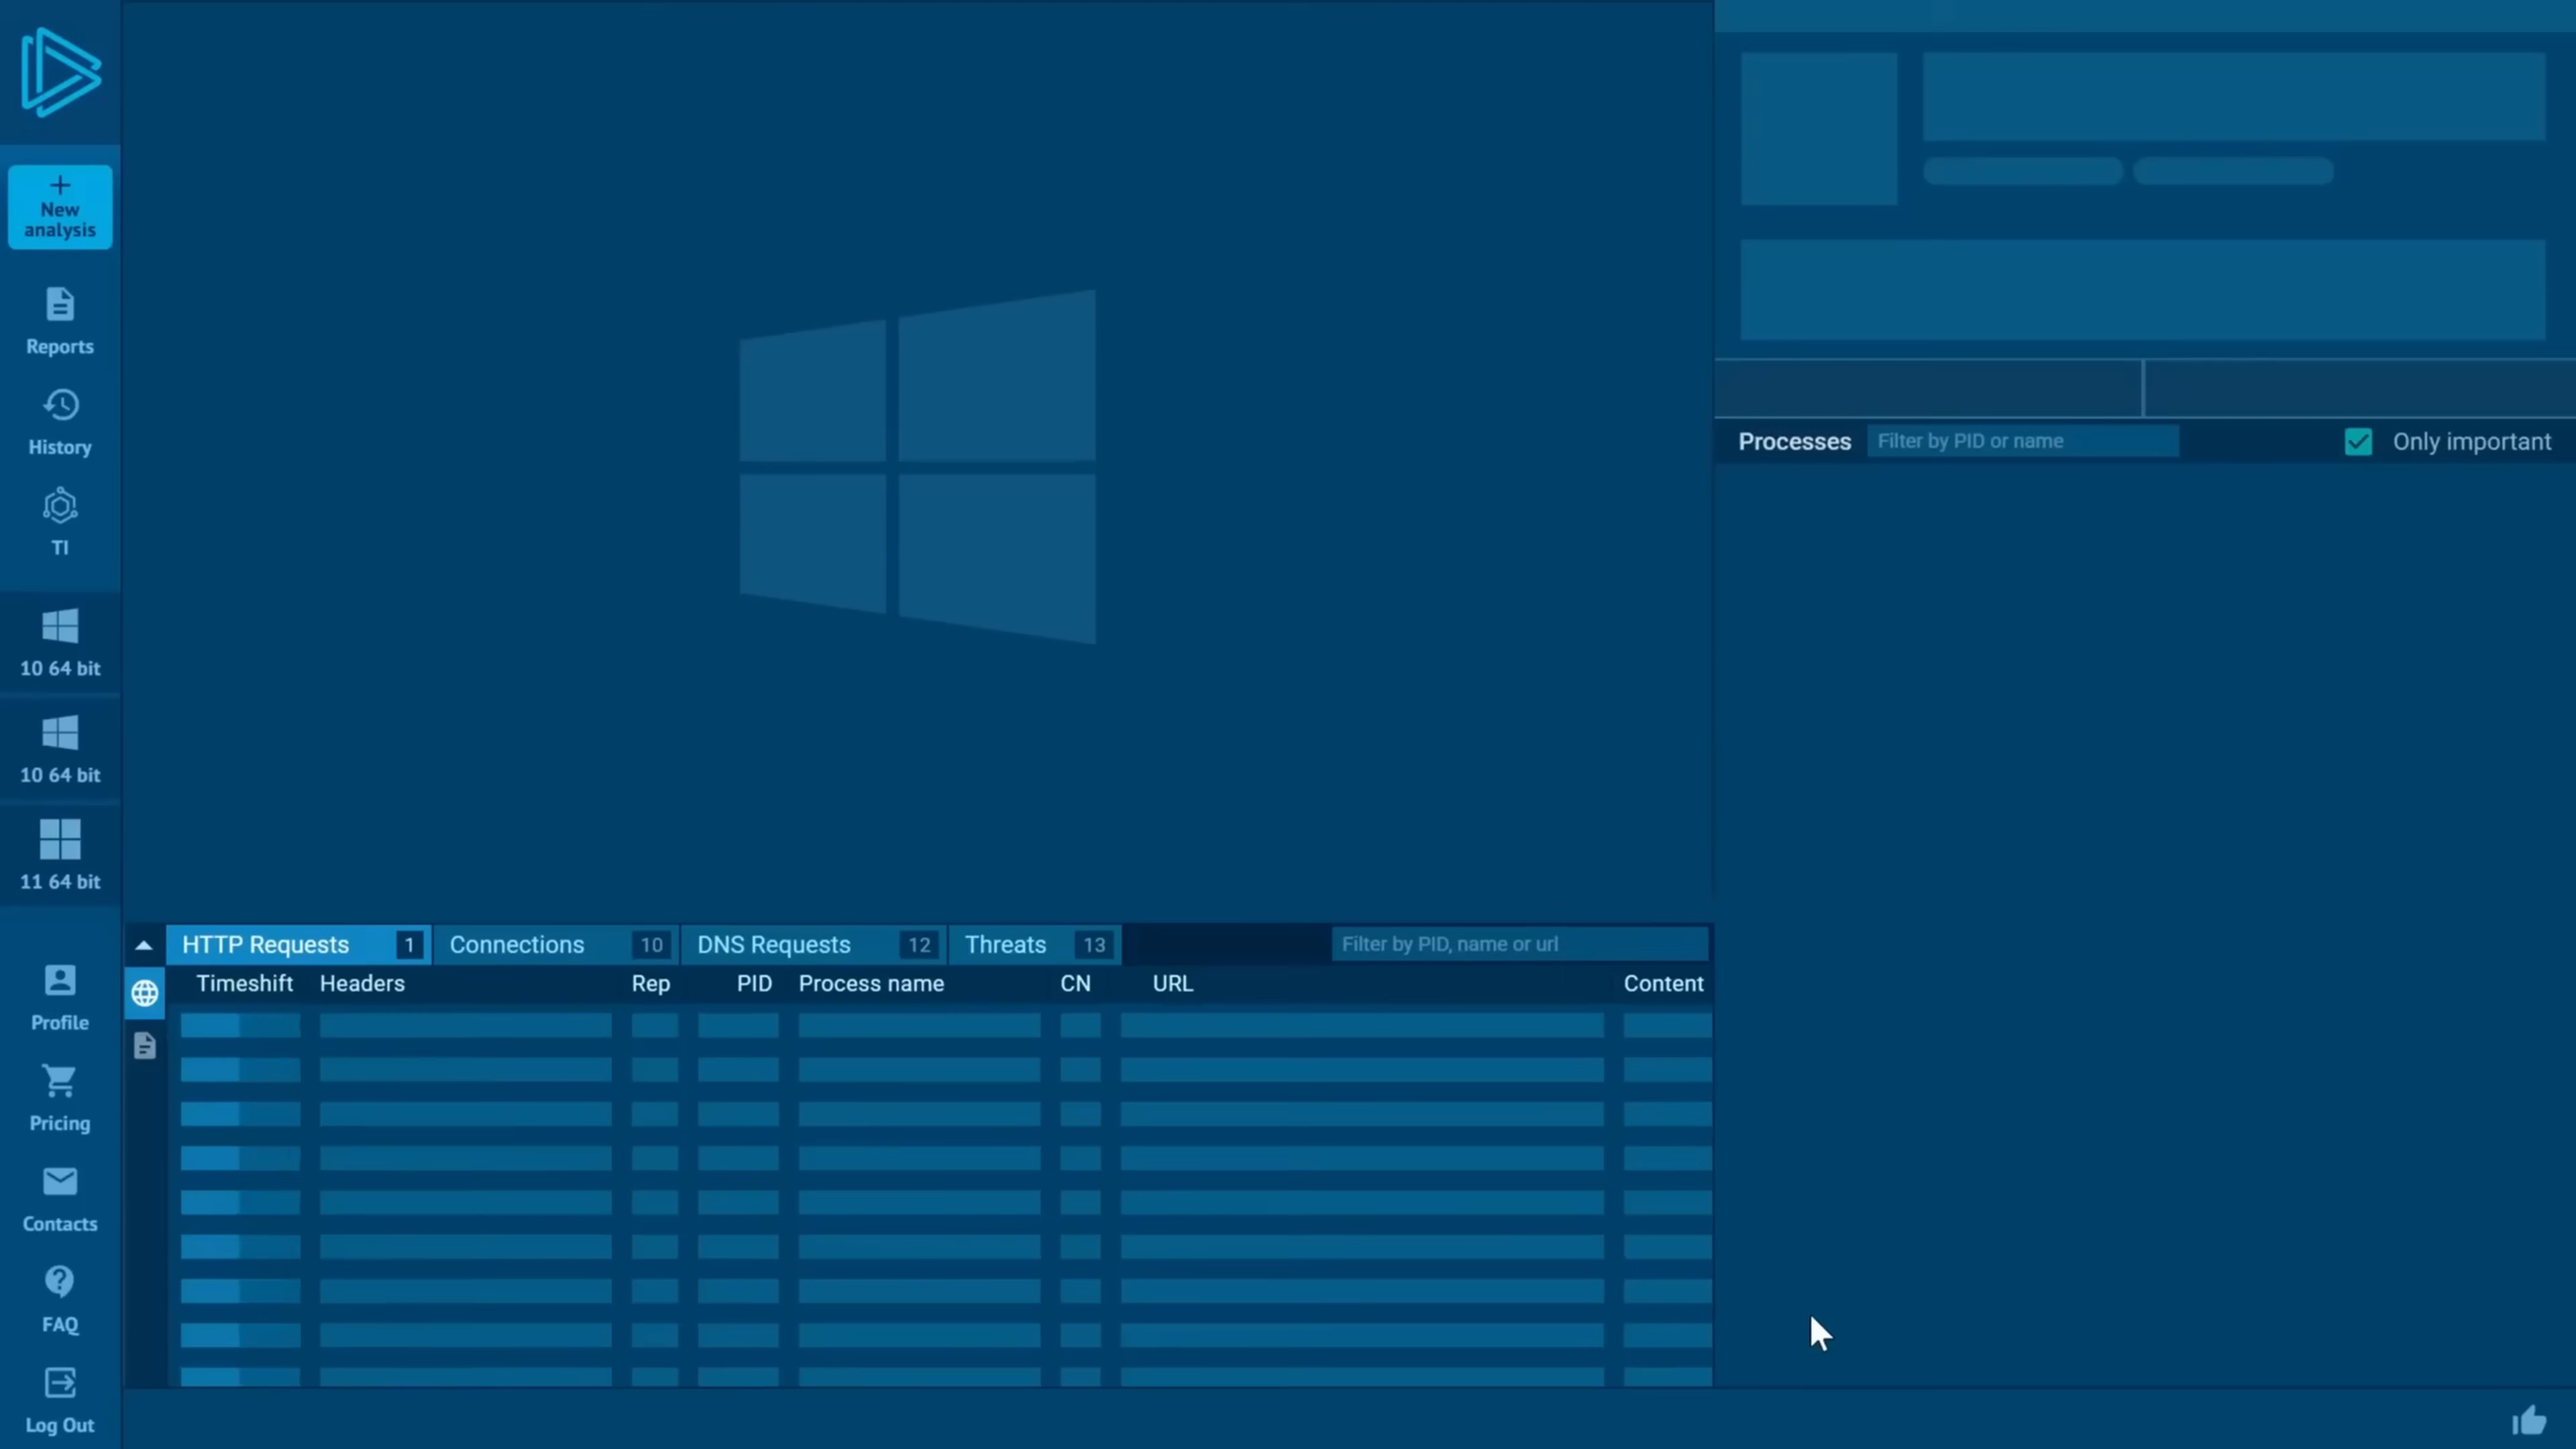 New
analysis
Reports
History
TI
10 64 bit
10 64 bit
11 64 bit
Profile
Pricing
Contacts
FAQ
Log Out
Processes Filter by PID or name Only important
HTTP Requests 1 Connections 10 DNS Requests 12 Threats 13 Filter by PID, name or url
Timeshift Headers Rep PID Process name CN URL Content